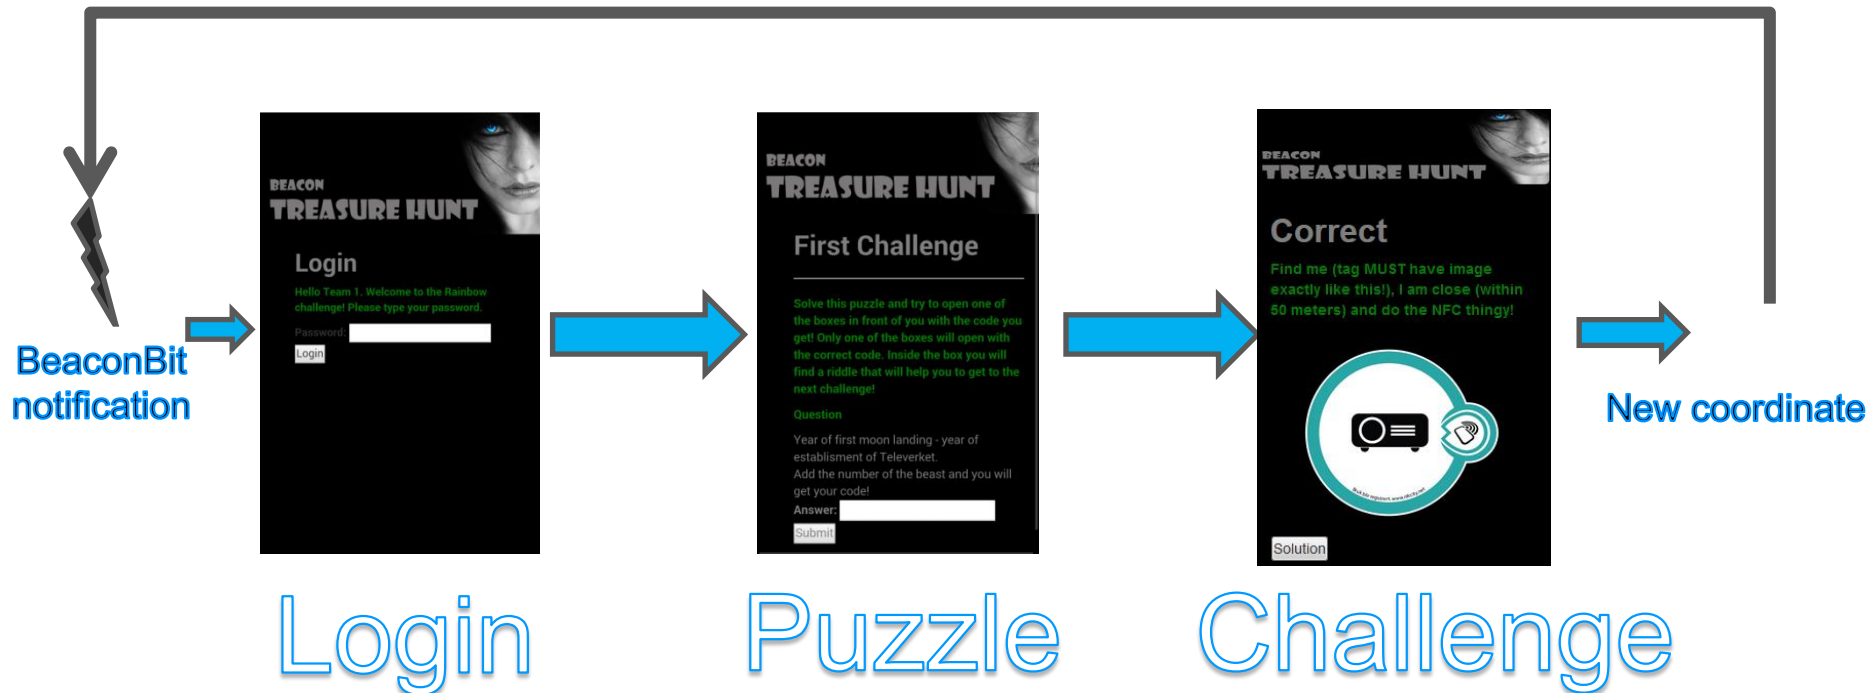 BeaconBit
notification
BEACON
TREASURE HUNT
Login
Hello Team 1. Welcome to the Rainbow
challenge! Please type your password.
Password:
Login
Login
BEACON
TREASURE HUNT
First Challenge
Solve this puzzle and try to open one of
the boxes in front of you with the code you
get! Only one of the boxes will open with
the correct code. Inside the box you will
find a riddle that will help you to get to the
next challenge!
Question
Year of first moon landing - year of
establisment of Televerket.
Add the number of the beast and you will
get your code!
Answer:
Submit
Puzzle
BEACON
TREASURE HUNT
Correct
Find me (tag MUST have image
exactly like this!), I am close (within
50 meters) and do the NFC thingy!
Solution
Challenge
New coordinate